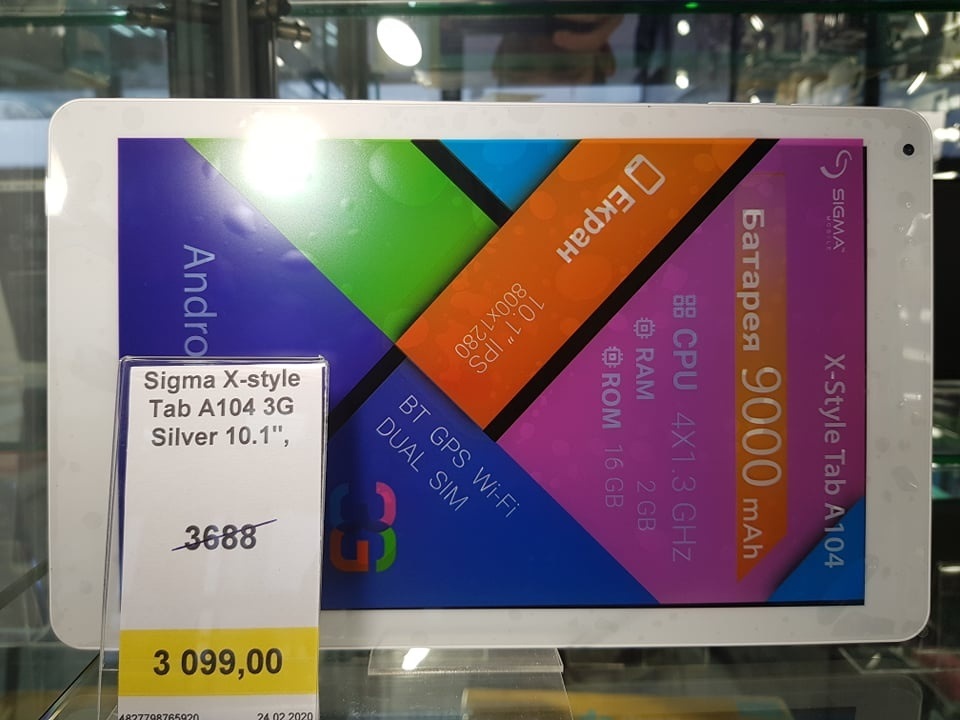 SIGMA
MOBILE
X-Style Tab A104
Батарея 9000 mAh
CPU 4X1.3 GHz
RAM 2 GB
ROM 16 GB
Екран
10.1" IPS
800x1280
BT GPS Wi-Fi
DUAL SIM
3G
Andro
Sigma X-style
Tab A104 3G
Silver 10.1",
3688
3 099,00
4827798765920 24.02.2020